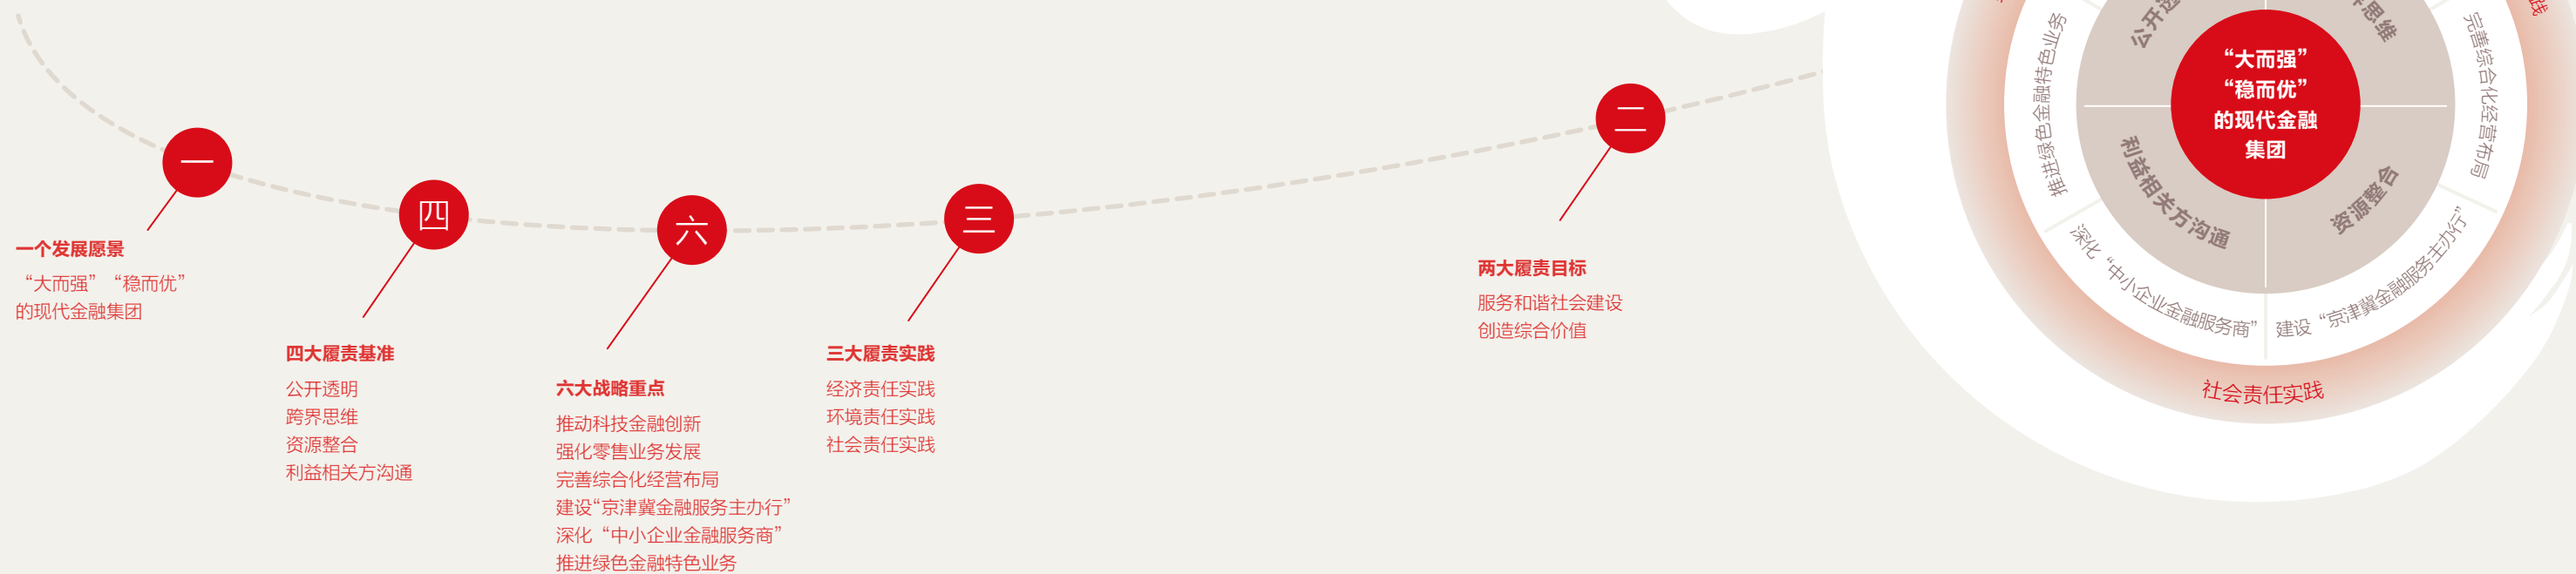 一
一个发展愿景
“大而强”“稳而优”
的现代金融集团
四
四大履责基准
公开透明
跨界思维
资源整合
利益相关方沟通
六
六大战略重点
推动科技金融创新
强化零售业务发展
完善综合化经营布局
建设“京津冀金融服务主办行”
深化“中小企业金融服务商”
推进绿色金融特色业务
三
三大履责实践
经济责任实践
环境责任实践
社会责任实践
二
两大履责目标
服务和谐社会建设
创造综合价值
“大而强”
“稳而优”
的现代金融
集团
公开透
界思维
资源整合
利益相关方沟通
推进绿色金融特色业务
完善综合化经营布局
深化“中小企业金融服务商”
建设“京津冀金融服务主办行”
社会责任实践
践